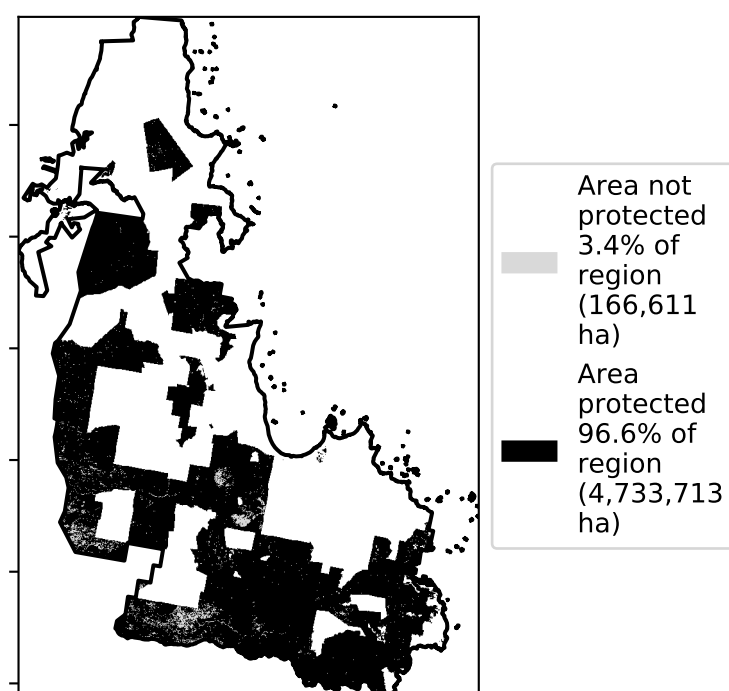 Area not
protected
3.4% of
region
(166,611
ha)
Area
protected
96.6% of
region
(4,733,713
ha)